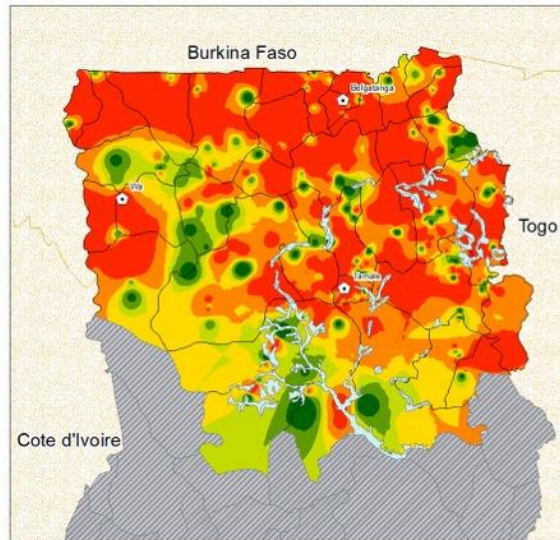 Burkina Faso
Bolgatanga
Wa
Togo
Tamale
Cote d'Ivoire